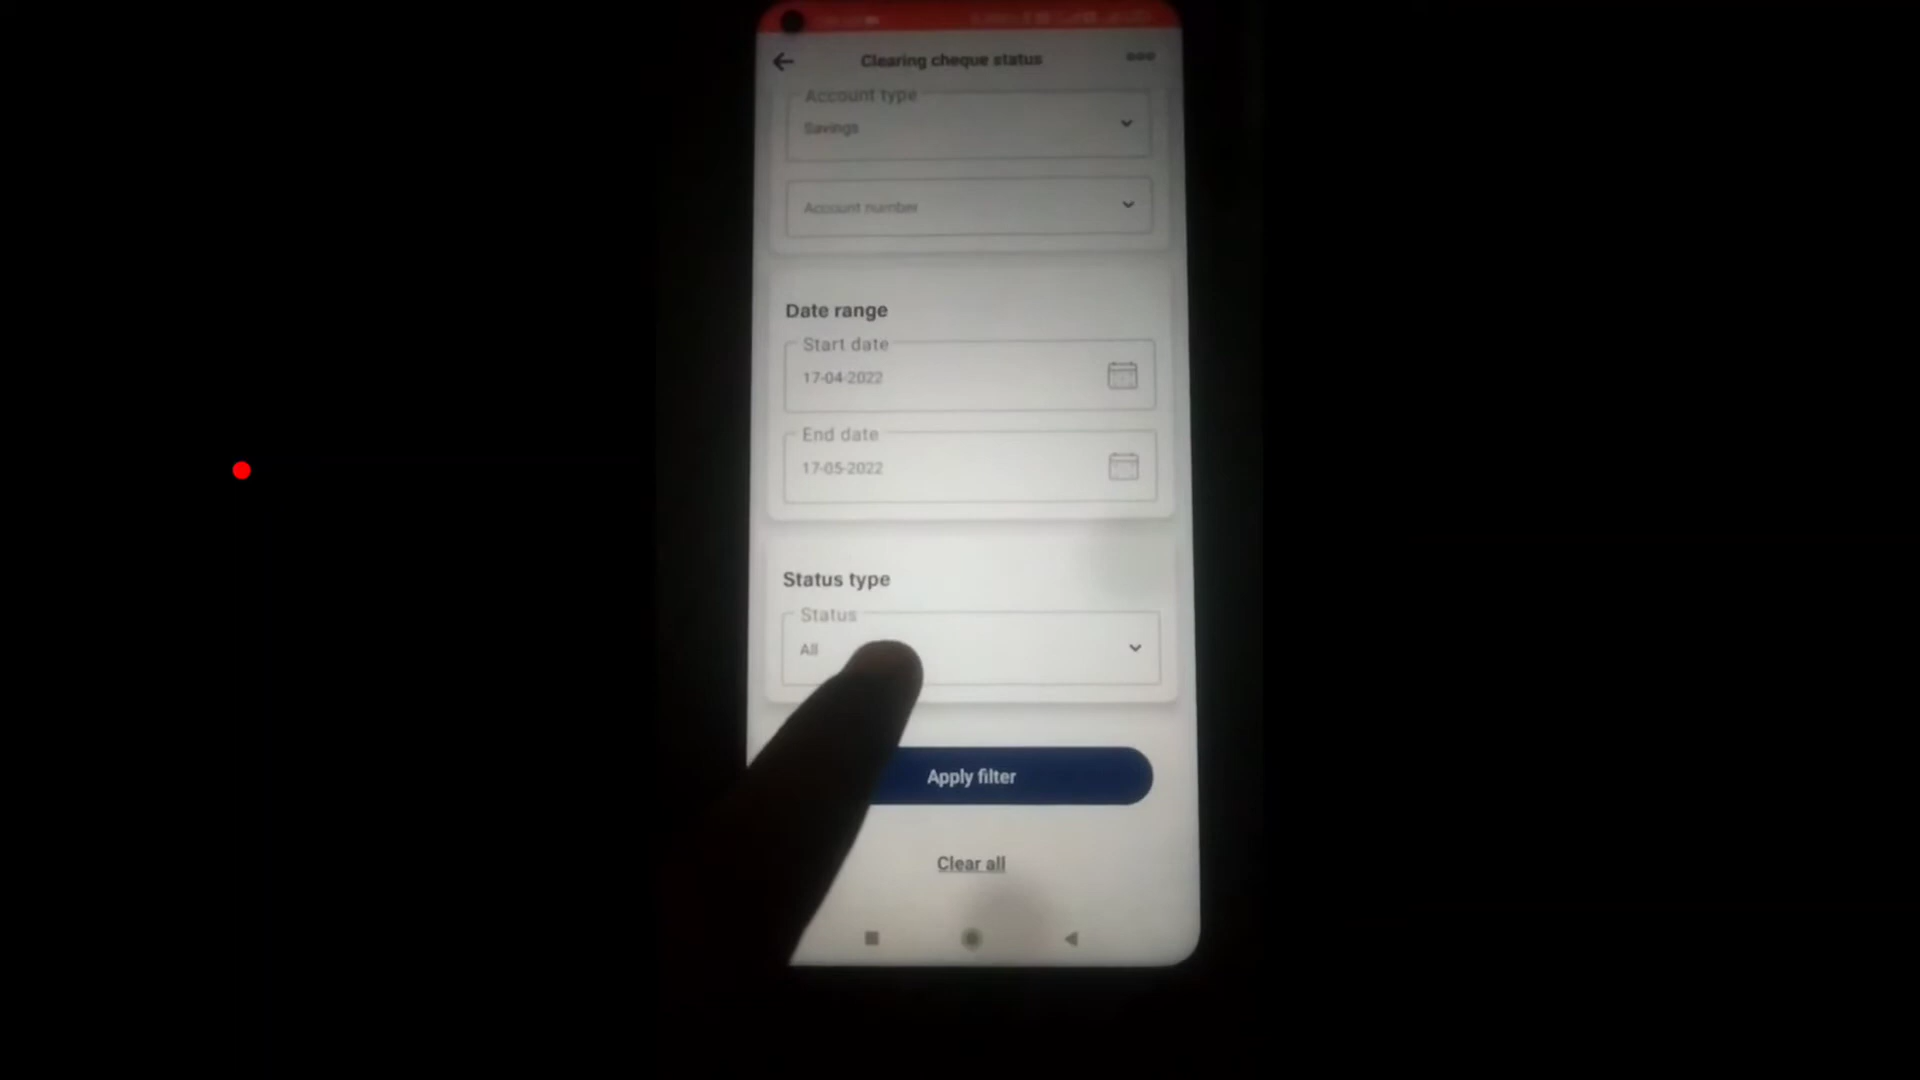 Clearing cheque status
Account type
Savings
Account number
Date range
Start date
17-04-2022
End date
17-05-2022
Status type
Status
All
Apply filter
Clear all